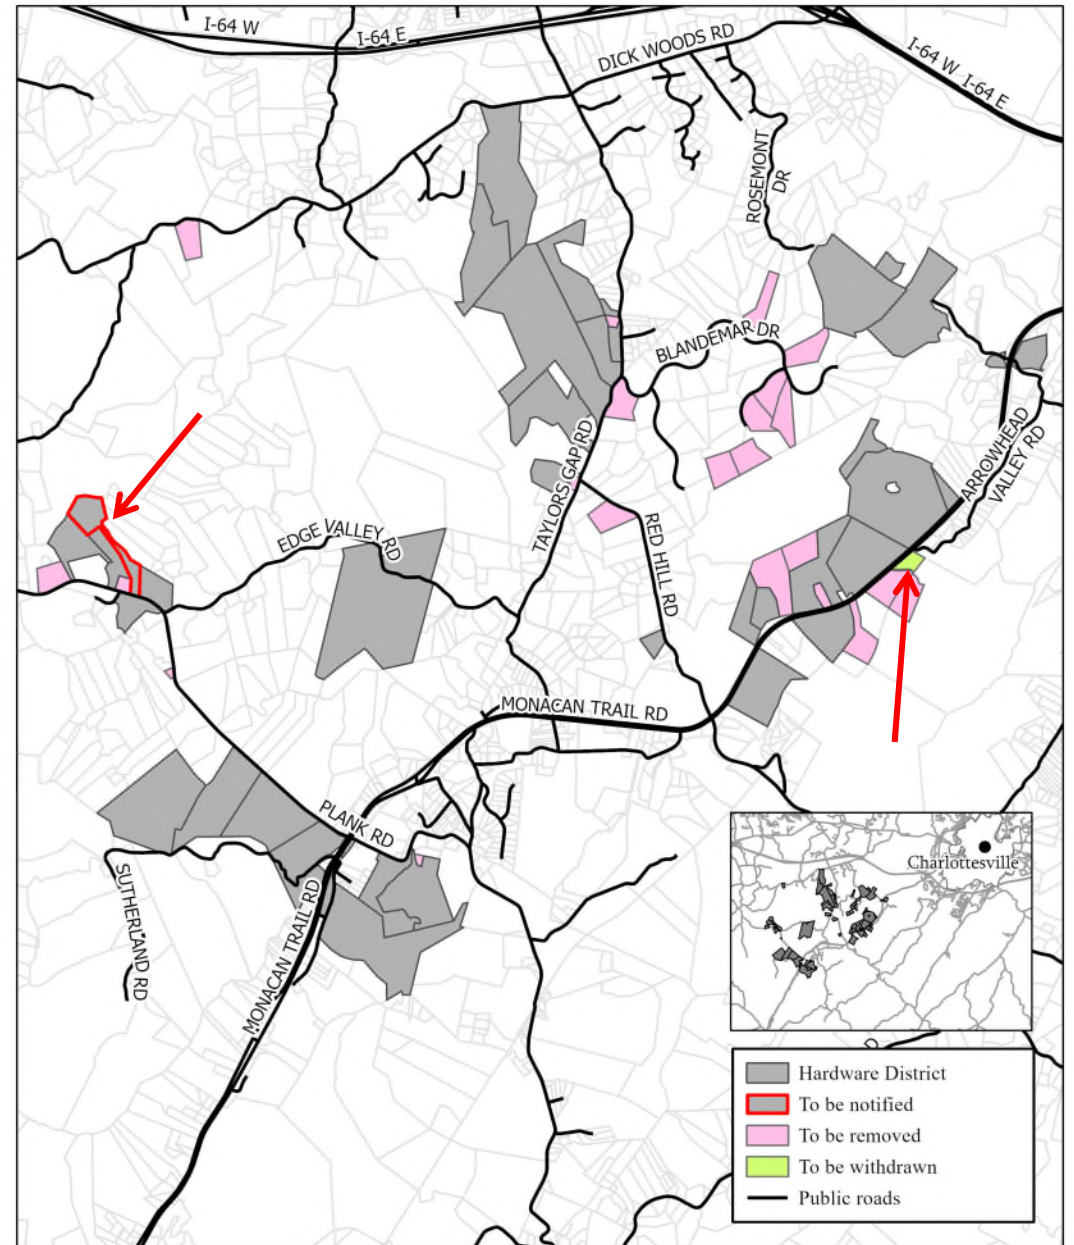 I-64 W
I-64 E
DICK WOODS RD
I-64 W I-64 E
ROSEMONT
DR
BLANDEMAR DR
ARROWHEAD
VALLEY RD
TAYLORS GAP RD
EDGE VALLEY RD
RED HILL RD
MONACAN TRAIL RD
PLANK RD
SUTHERLAND RD
MONACAN TRAIL RD
Charlottesville
D
Hardware District
To be notified
To be removed
To be withdrawn
Public roads